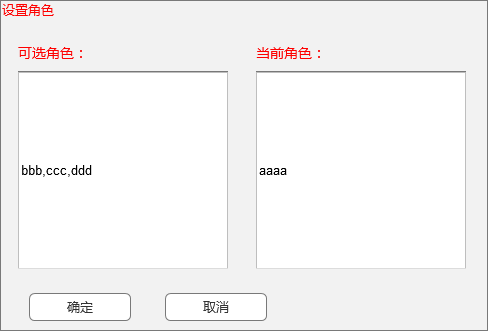 设置角色
可选角色：
当前角色：
bbb,ccc,ddd
aaaa
确定
取消